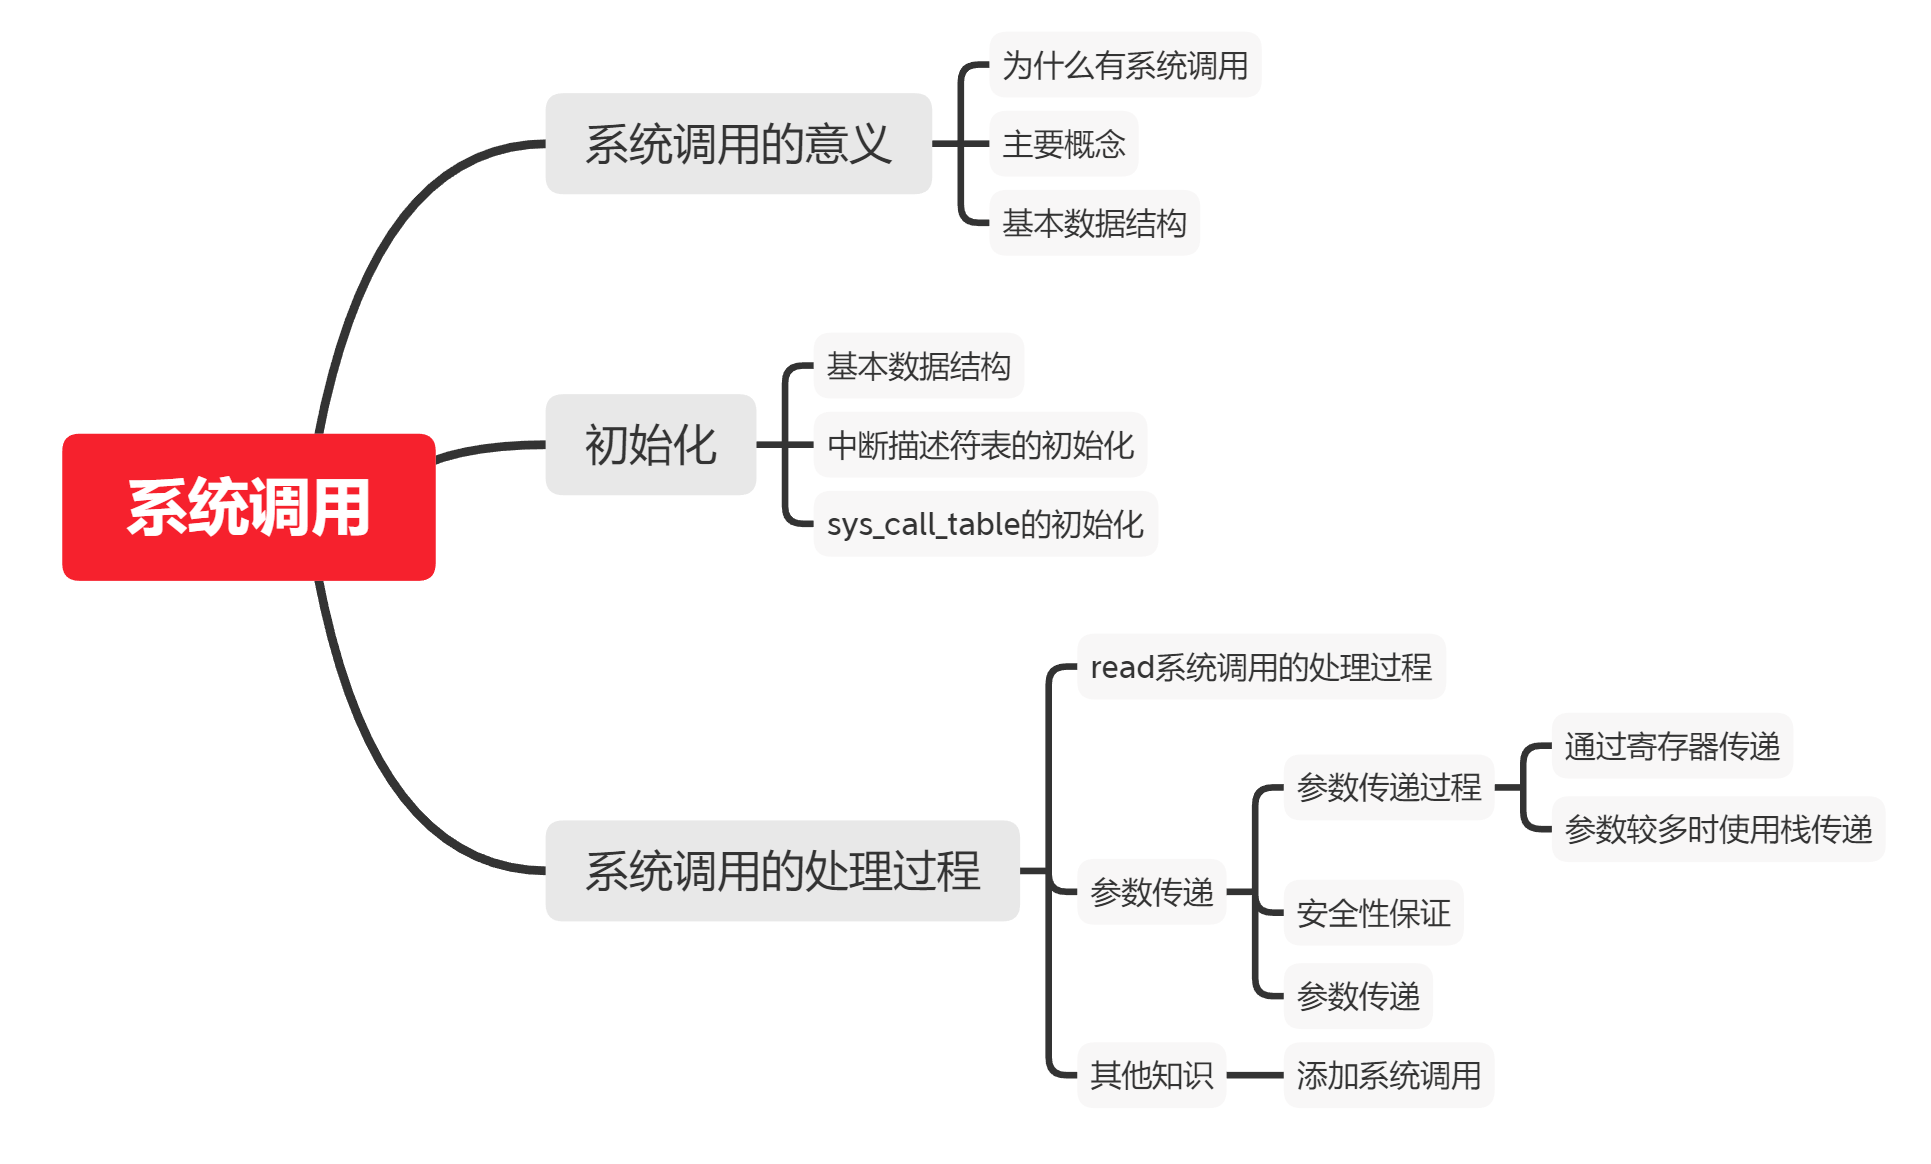 系统调用
系统调用的意义
为什么有系统调用
主要概念
基本数据结构
初始化
基本数据结构
中断描述符表的初始化
sys_call_table的初始化
系统调用的处理过程
read系统调用的处理过程
参数传递
参数传递过程
通过寄存器传递
参数较多时使用栈传递
安全性保证
参数传递
其他知识
添加系统调用